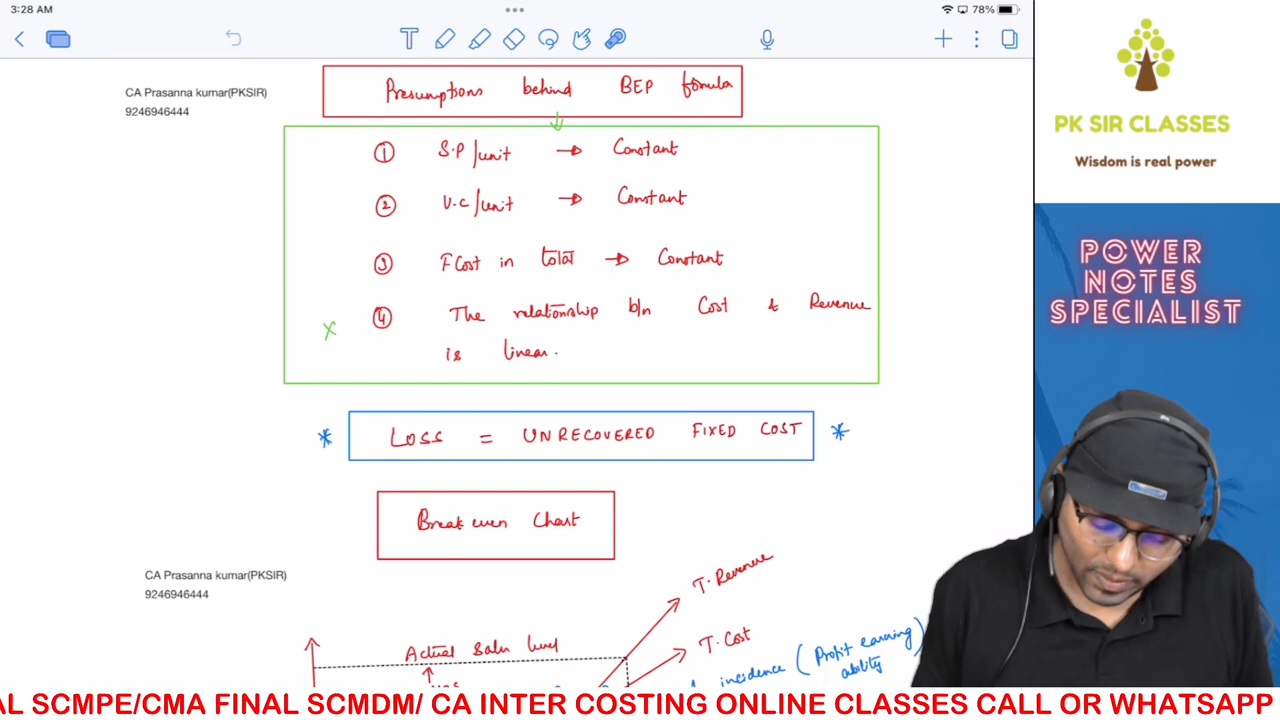 3:28 AM
78%
CA Prasanna kumar(PKSIR)
9246946444
Presumptions behind BEP formula
1 S.P/unit → Constant
2 V.C/unit → Constant
3 FCost in total → Constant
X 4 The relationship b/n Cost & Revenue
is linear.
* LOSS = UNRECOVERED FIXED COST *
Break even Chart
CA Prasanna kumar(PKSIR)
9246946444
T. Revenue
T. Cost
Actual Sales level
incidence (Profit earning
ability)
PK SIR CLASSES
Wisdom is real power
POWER
NOTES
SPECIALIST
AL SCMPE/CMA FINAL SCMDM/ CA INTER COSTING ONLINE CLASSES CALL OR WHATSAPP